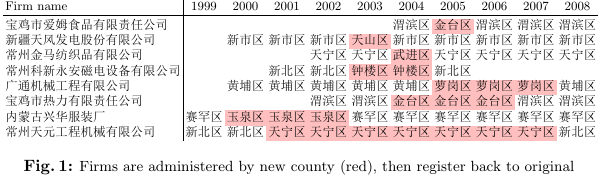 Firm name 1999 2000 2001 2002 2003 2004 2005 2006 2007 2008
宝鸡市爱姆食品有限责任公司 渭滨区 金台区 渭滨区 渭滨区 渭滨区
新疆天风发电股份有限公司 新市区 新市区 新市区 天山区 新市区 新市区 新市区 新市区 新市区
常州金马纺织品有限公司 天宁区 天宁区 武进区 天宁区 天宁区 天宁区 天宁区
常州科新永安磁电设备有限公司 新北区 新北区 钟楼区 钟楼区 新北区
广通机械工程有限公司 黄埔区 黄埔区 黄埔区 黄埔区 黄埔区 萝岗区 萝岗区 萝岗区 黄埔区
宝鸡市热力有限责任公司 渭滨区 渭滨区 金台区 金台区 金台区 渭滨区 渭滨区
内蒙古兴华服装厂 赛罕区 玉泉区 玉泉区 玉泉区 赛罕区 赛罕区 赛罕区 赛罕区 赛罕区 赛罕区
常州天元工程机械有限公司 新北区 新北区 天宁区 天宁区 天宁区 天宁区 天宁区 天宁区 天宁区 新北区
Fig. 1: Firms are administered by new county (red), then register back to original